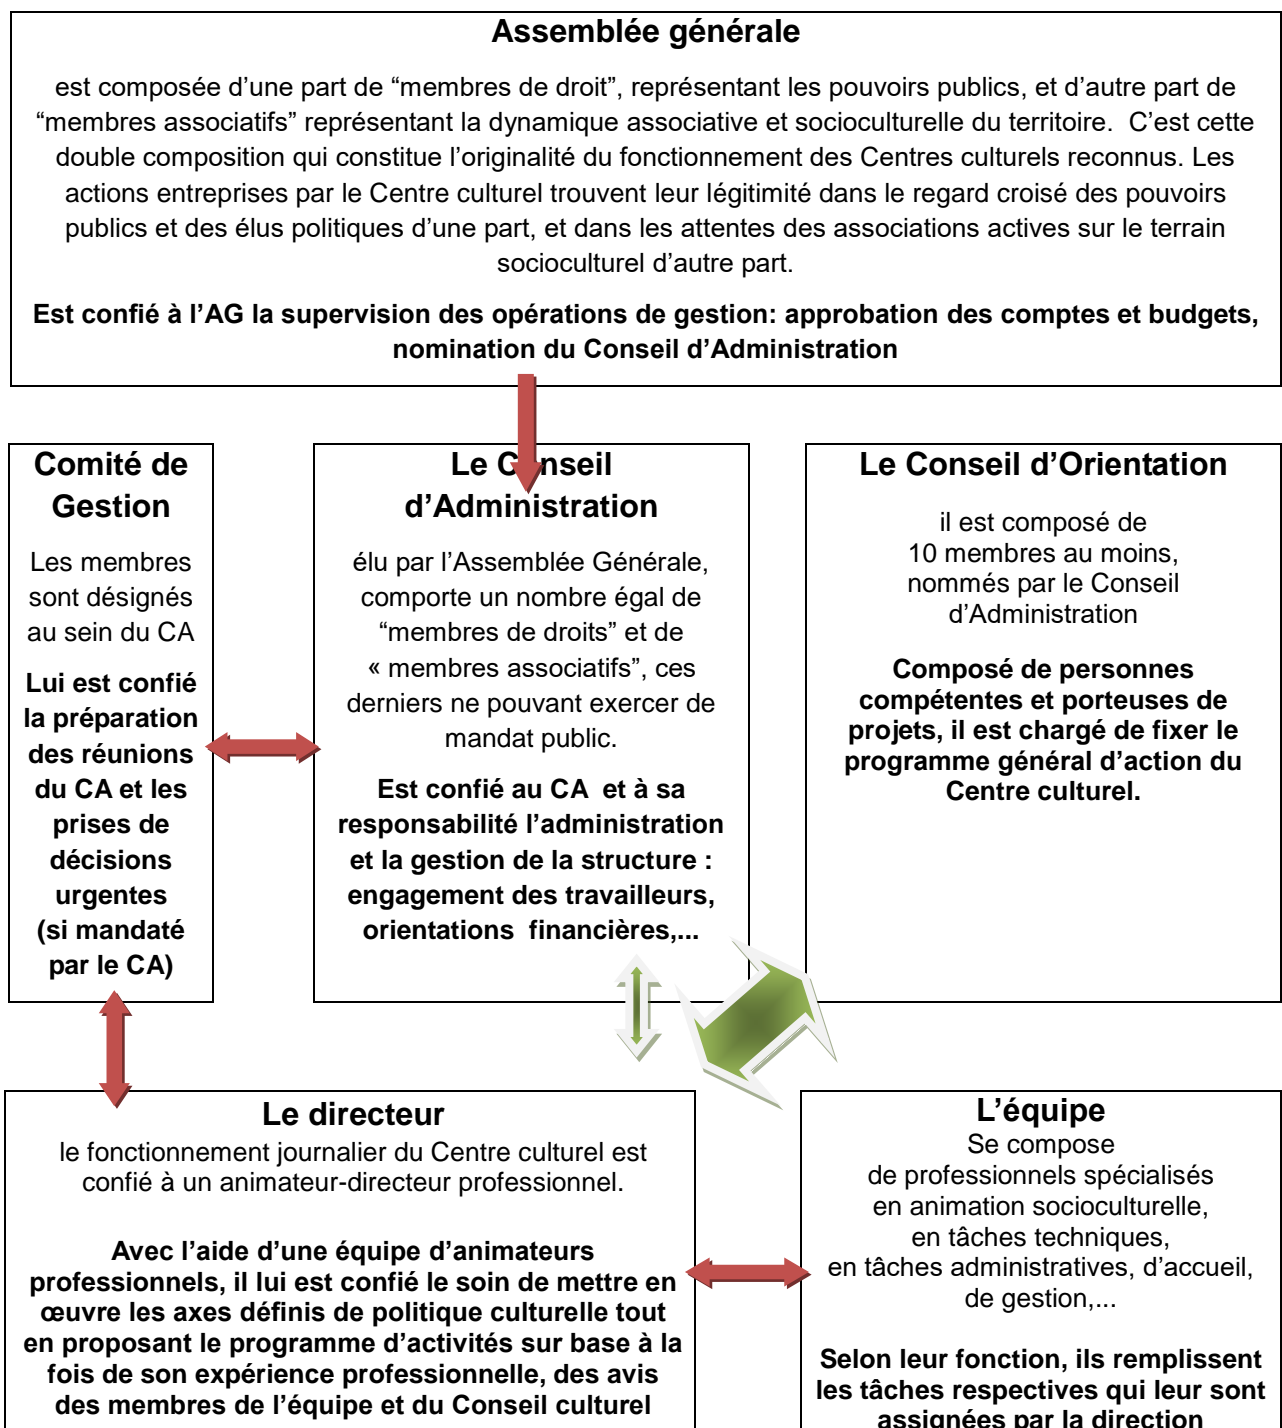 Assemblée générale
est composée d’une part de “membres de droit”, représentant les pouvoirs publics, et d’autre part de
“membres associatifs” représentant la dynamique associative et socioculturelle du territoire.  C’est cette
double composition qui constitue l’originalité du fonctionnement des Centres culturels reconnus. Les
actions entreprises par le Centre culturel trouvent leur légitimité dans le regard croisé des pouvoirs
publics et des élus politiques d’une part, et dans les attentes des associations actives sur le terrain
socioculturel d’autre part.
Est confié à l’AG la supervision des opérations de gestion: approbation des comptes et budgets,
nomination du Conseil d’Administration
Comité de
Gestion
Les membres
sont désignés
au sein du CA
Lui est confié
la préparation
des réunions
du CA et les
prises de
décisions
urgentes
(si mandaté
par le CA)
Le Conseil
d’Administration
élu par l’Assemblée Générale,
comporte un nombre égal de
“membres de droits” et de
« membres associatifs”, ces
derniers ne pouvant exercer de
mandat public.
Est confié au CA  et à sa
responsabilité l’administration
et la gestion de la structure :
engagement des travailleurs,
orientations  financières,...
Le Conseil d’Orientation
il est composé de
10 membres au moins,
nommés par le Conseil
d’Administration
Composé de personnes
compétentes et porteuses de
projets, il est chargé de fixer le
programme général d’action du
Centre culturel.
Le directeur
le fonctionnement journalier du Centre culturel est
confié à un animateur-directeur professionnel.
Avec l’aide d’une équipe d’animateurs
professionnels, il lui est confié le soin de mettre en
œuvre les axes définis de politique culturelle tout
en proposant le programme d’activités sur base à la
fois de son expérience professionnelle, des avis
des membres de l’équipe et du Conseil culturel
L’équipe
Se compose
de professionnels spécialisés
en animation socioculturelle,
en tâches techniques,
en tâches administratives, d’accueil,
de gestion,...
Selon leur fonction, ils remplissent
les tâches respectives qui leur sont
assignées par la direction